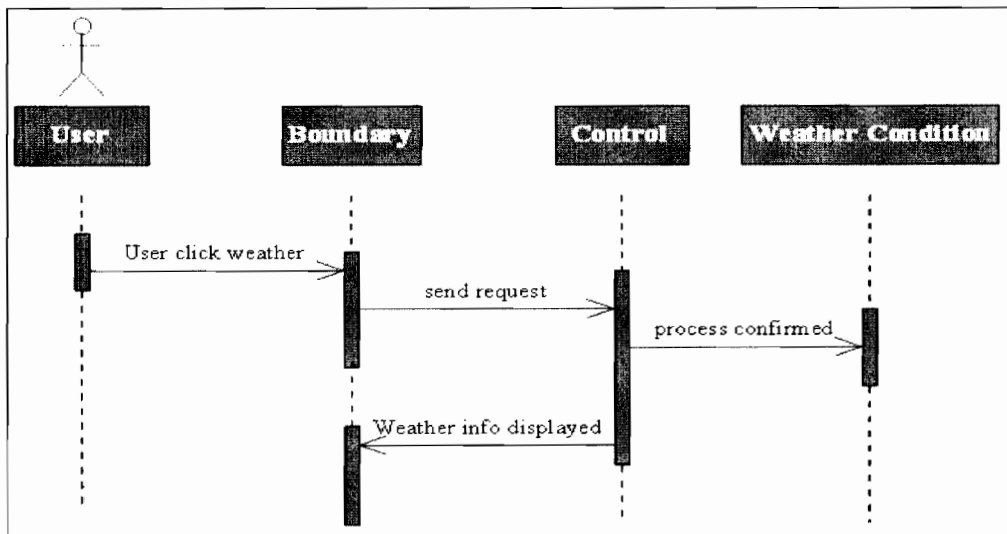 User
Boundary
Control
Weather Condition
User click weather
send request
process confirmed
Weather info displayed